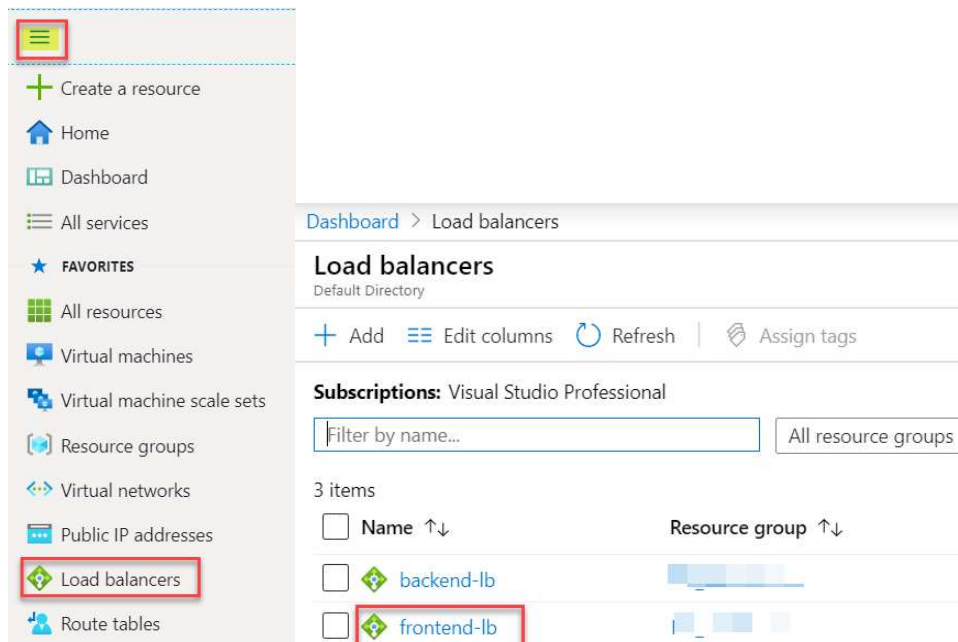 Create a resource
Home
Dashboard
All services
FAVORITES
All resources
Virtual machines
Virtual machine scale sets
Resource groups
Virtual networks
Public IP addresses
Load balancers
Route tables
Dashboard > Load balancers
Load balancers
Default Directory
Add Edit columns Refresh Assign tags
Subscriptions: Visual Studio Professional
Filter by name... All resource groups
3 items
Name ↑↓ Resource group ↑↓
backend-lb
frontend-lb